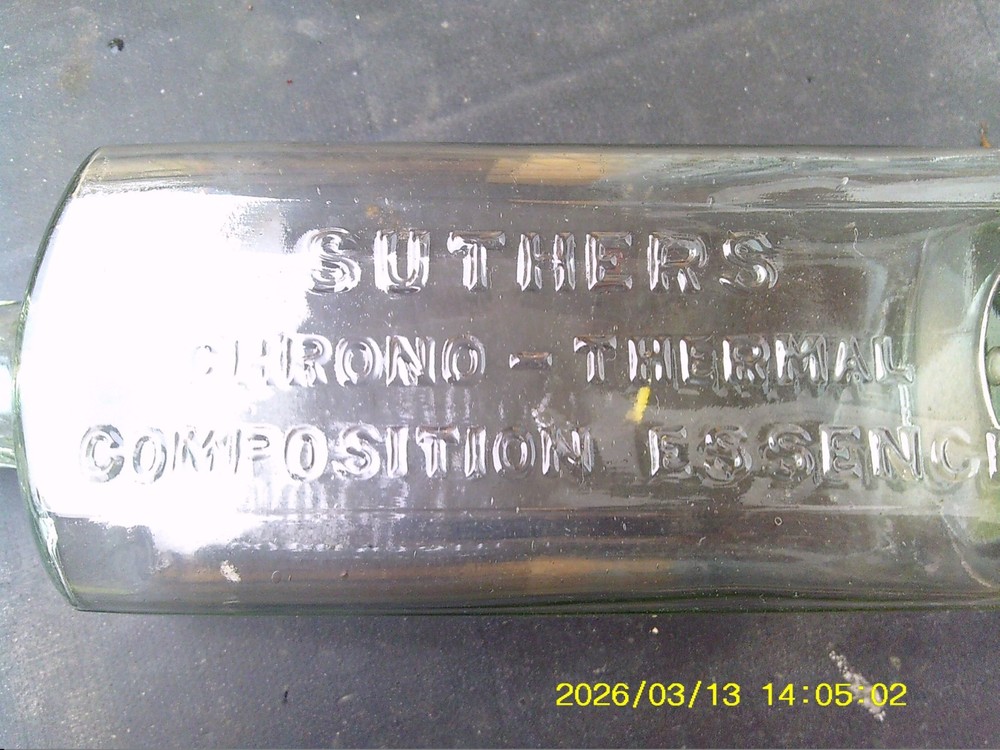 SUTHERS
CHRONO - THERMAL
COMPOSITION ESSENC
2026/03/13 14:05:02